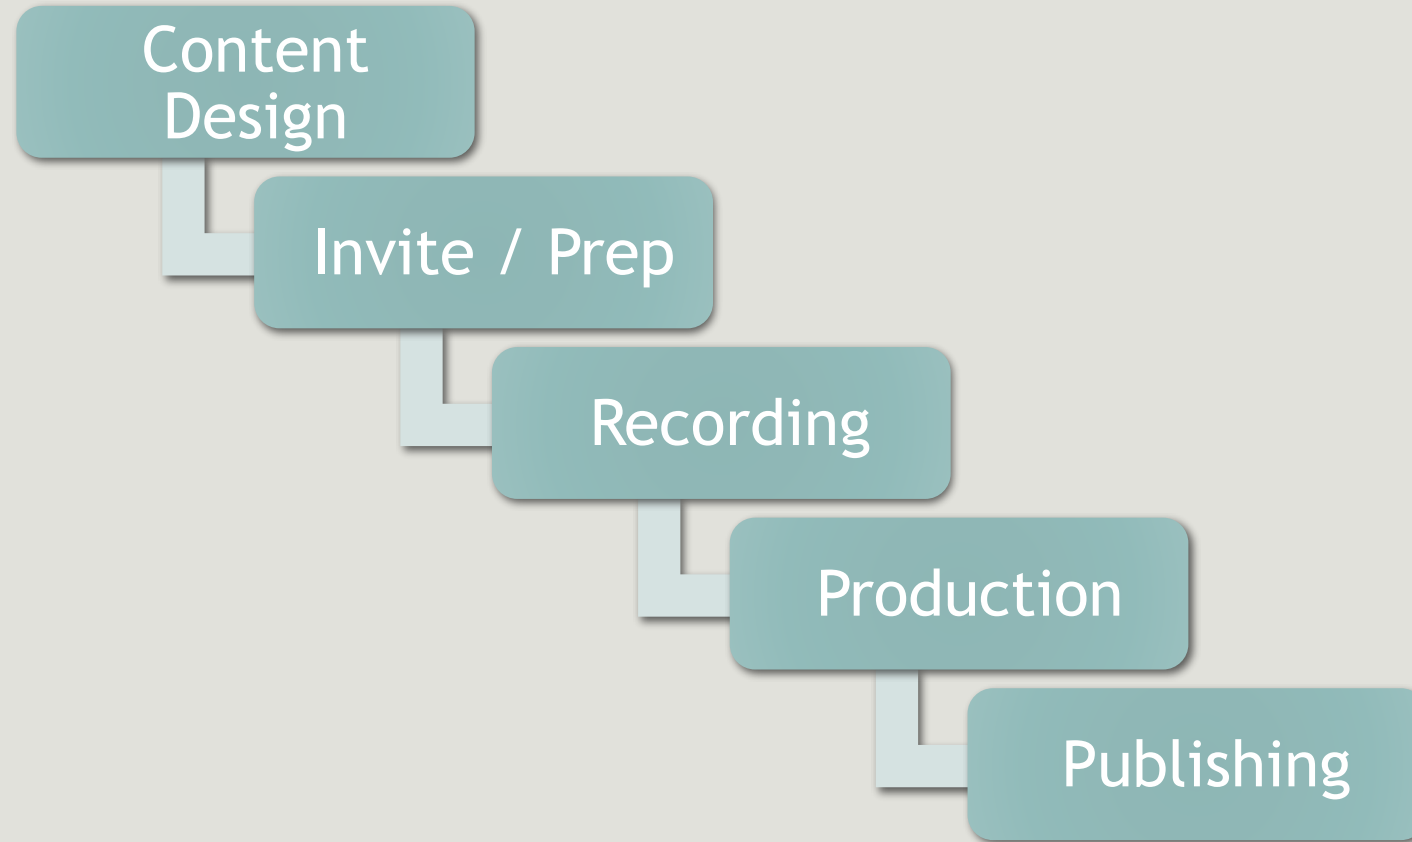 Content
Design
Invite / Prep
Recording
Production
Publishing